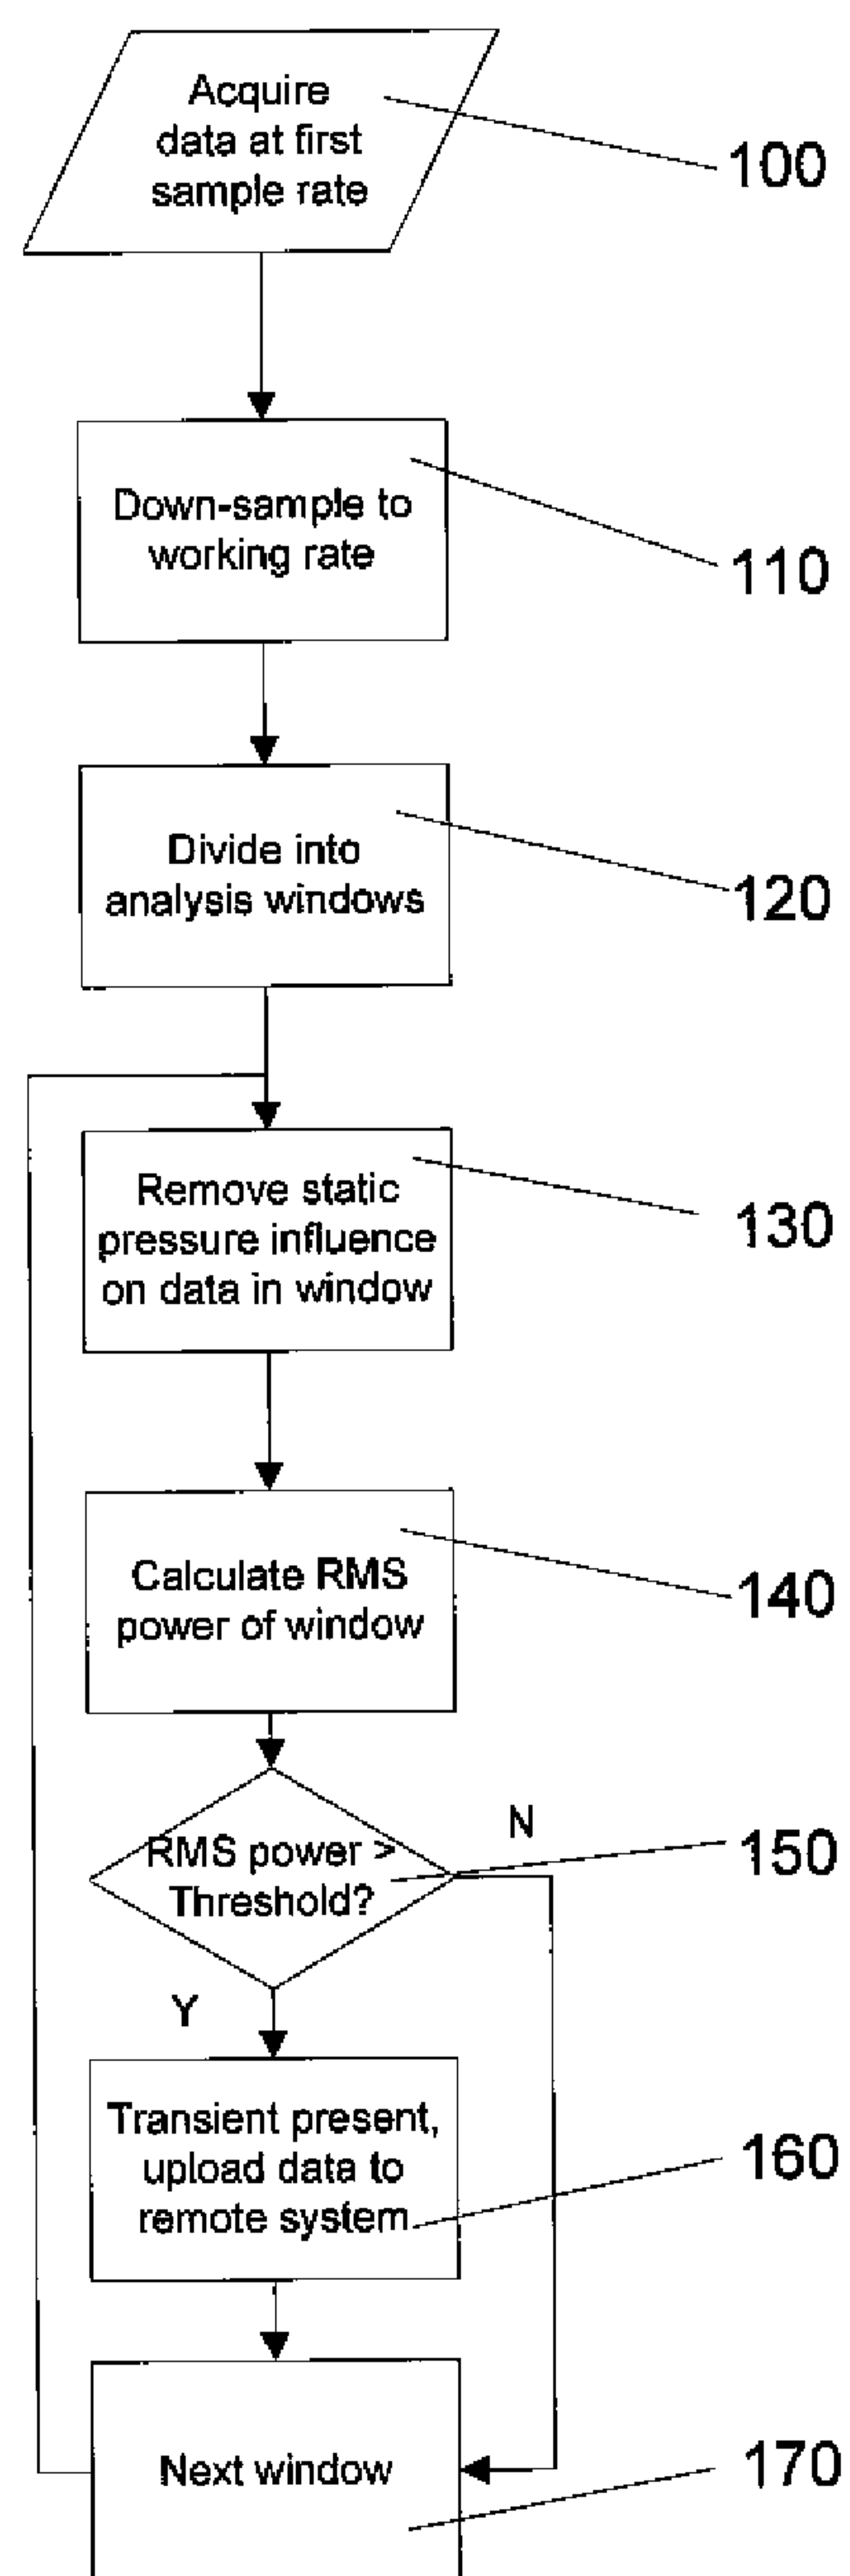 Acquire
data at first
sample rate
100
Down-sample to
working rate
110
Divide into
analysis windows
120
Remove static
pressure influence
on data in window
130
Calculate RMS
power of window
140
RMS power >
Threshold?
N
150
Y
Transient present,
upload data to
remote system
160
Next window
170